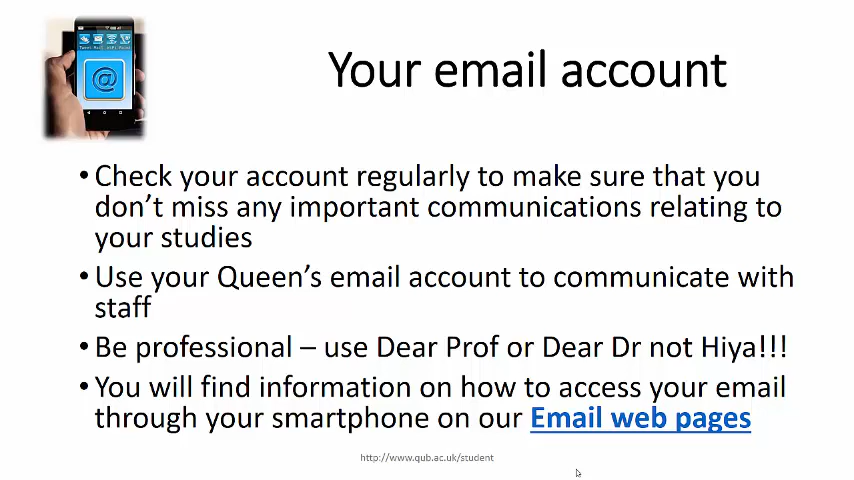 Your email account
@
• Check your account regularly to make sure that you
don't miss any important communications relating to
your studies
• Use your Queen's email account to communicate with
staff
• Be professional – use Dear Prof or Dear Dr not Hiya!!!
• You will find information on how to access your email
through your smartphone on our Email web pages
http://www.qub.ac.uk/student